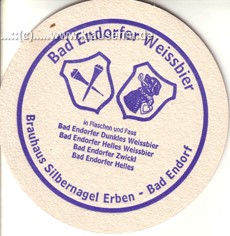 Bad Endorfer Weissbier
in Flaschen und Fass
Bad Endorfer Dunkles Weissbier
Bad Endorfer Helles Weissbier
Bad Endorfer Zwickl
Bad Endorfer Helles
Brauhaus Silbernagel Erben - Bad Endorf